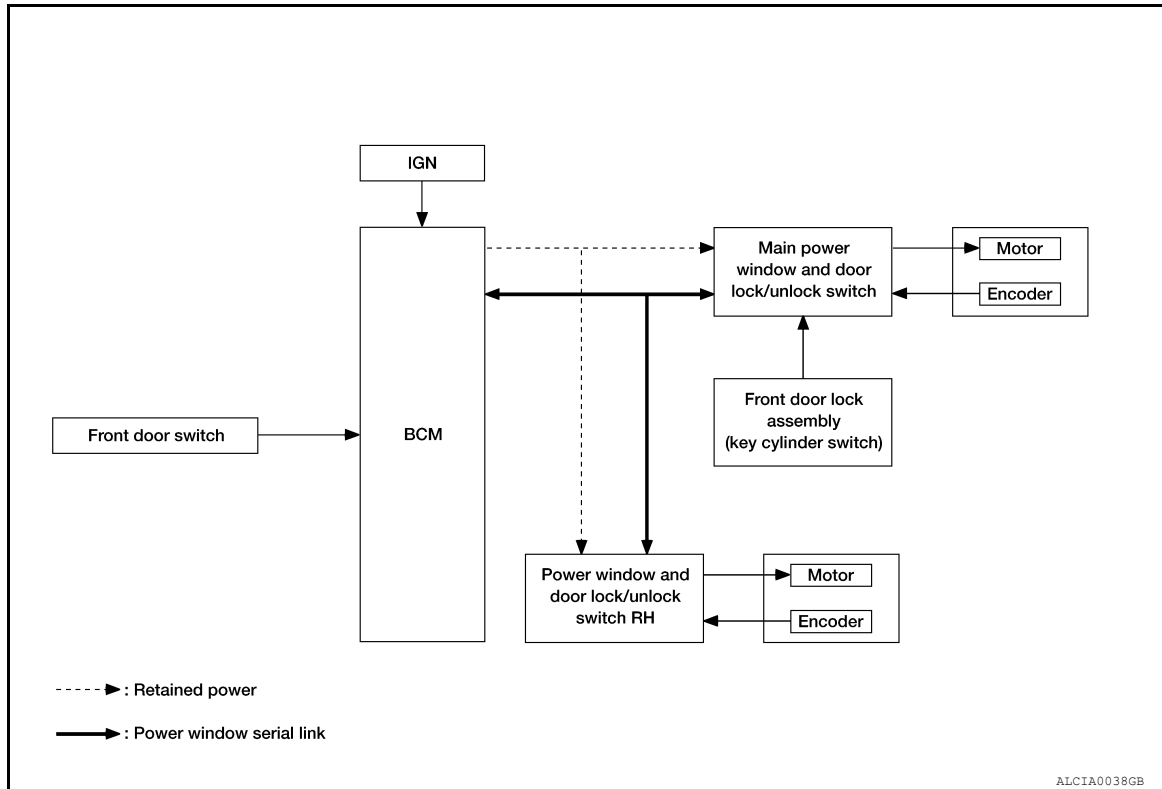 IGN
BCM
Front door switch
Main power
window and door
lock/unlock switch
Motor
Encoder
Front door lock
assembly
(key cylinder switch)
Power window and
door lock/unlock
switch RH
Motor
Encoder
: Retained power
: Power window serial link
ALCIA0038GB